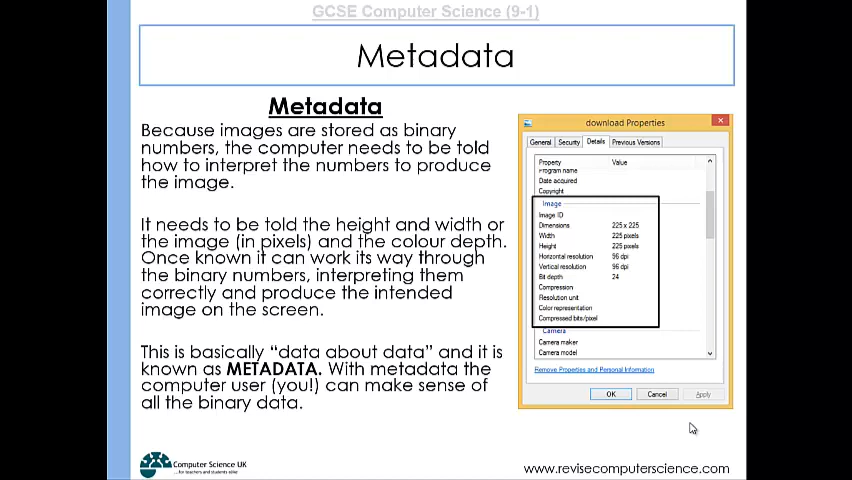 GCSE Computer Science (9-1)
Metadata
Metadata
Because images are stored as binary
numbers, the computer needs to be told
how to interpret the numbers to produce
the image.
It needs to be told the height and width or
the image (in pixels) and the colour depth.
Once known it can work its way through
the binary numbers, interpreting them
correctly and produce the intended
image on the screen.
This is basically “data about data” and it is
known as METADATA. With metadata the
computer user (you!) can make sense of
all the binary data.
download Properties
General Security Details Previous Versions
Property Value
Program name
Date acquired
Copyright
Image
Image ID
Dimensions 225 x 225
Width 225 pixels
Height 225 pixels
Horizontal resolution 96 dpi
Vertical resolution 96 dpi
Bit depth 24
Compression
Resolution unit
Color representation
Compressed bits/pixel
Camera
Camera maker
Camera model
Remove Properties and Personal Information
OK Cancel Apply
Computer Science UK
...for teachers and students alike
www.revisecomputerscience.com